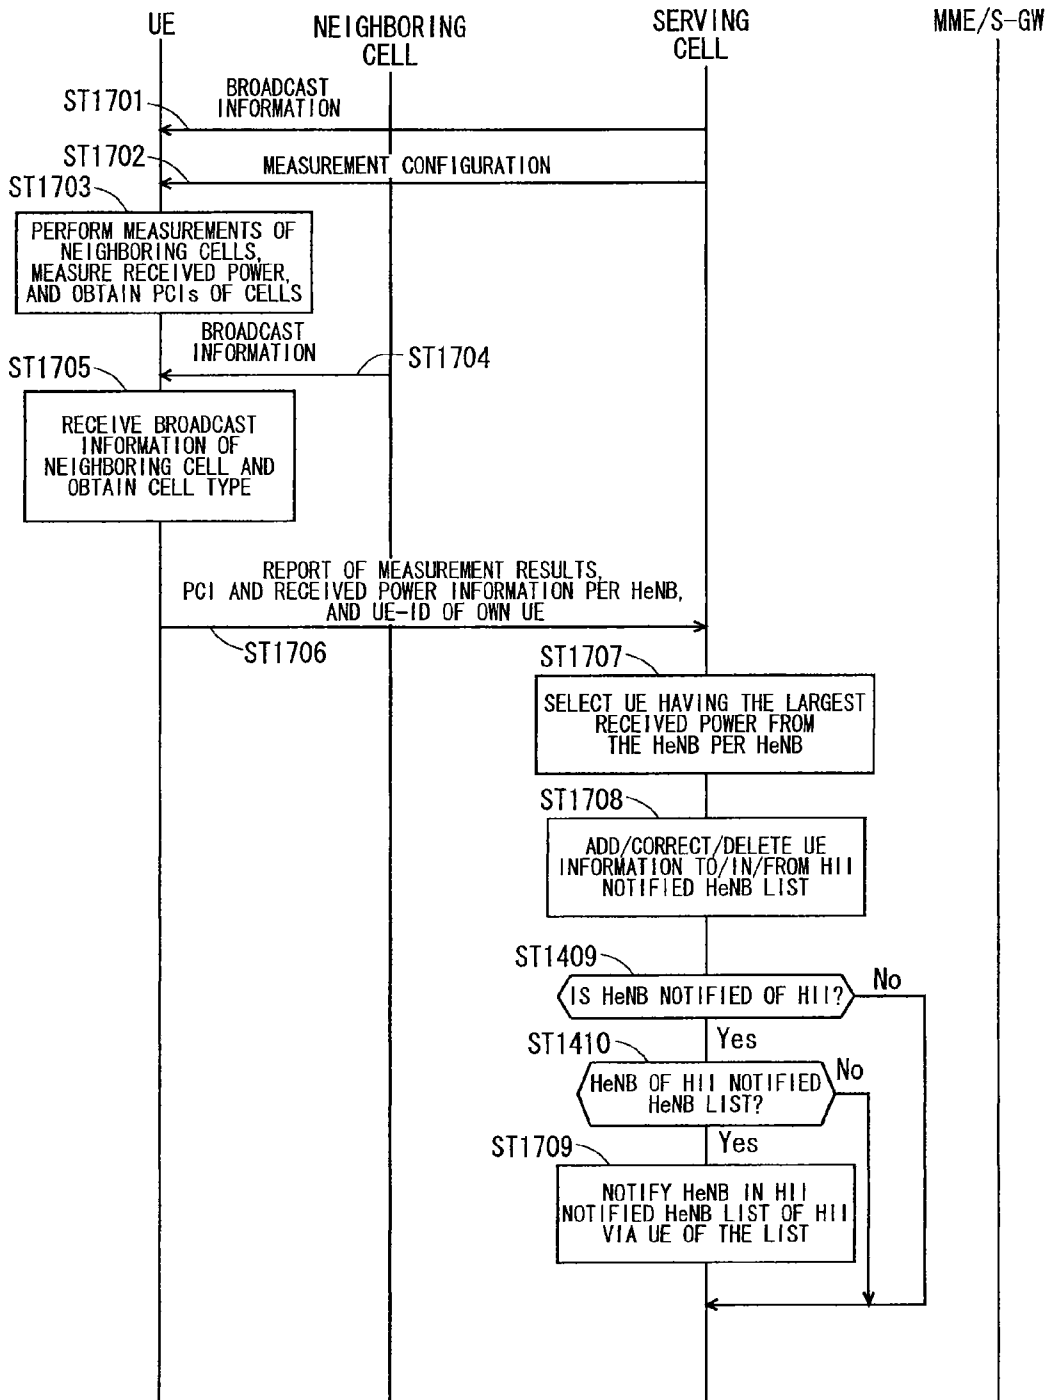 UE
NEIGHBORING
CELL
SERVING
CELL
MME/S-GW
BROADCAST
INFORMATION
ST1701
ST1702
MEASUREMENT CONFIGURATION
ST1703
PERFORM MEASUREMENTS OF
NEIGHBORING CELLS,
MEASURE RECEIVED POWER,
AND OBTAIN PCIs OF CELLS
BROADCAST
INFORMATION
ST1704
ST1705
RECEIVE BROADCAST
INFORMATION OF
NEIGHBORING CELL AND
OBTAIN CELL TYPE
REPORT OF MEASUREMENT RESULTS,
PCI AND RECEIVED POWER INFORMATION PER HeNB,
AND UE-ID OF OWN UE
ST1706
ST1707
SELECT UE HAVING THE LARGEST
RECEIVED POWER FROM
THE HeNB PER HeNB
ST1708
ADD/CORRECT/DELETE UE
INFORMATION TO/IN/FROM HII
NOTIFIED HeNB LIST
ST1409
IS HeNB NOTIFIED OF HII?
No
Yes
ST1410
HeNB OF HII NOTIFIED
HeNB LIST?
No
Yes
ST1709
NOTIFY HeNB IN HII
NOTIFIED HeNB LIST OF HII
VIA UE OF THE LIST